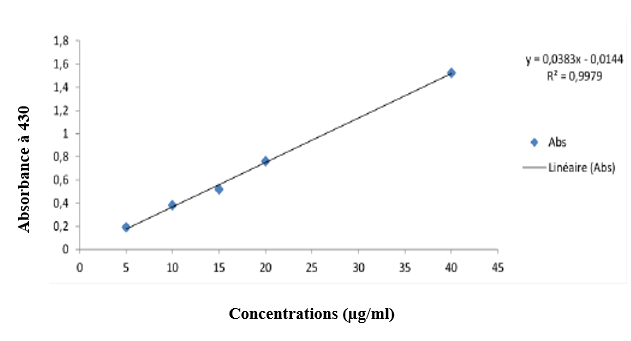 1,8
1,6
1,4
1,2
1
0,8
0,6
0,4
0,2
0
Absorbance à 430
0 5 10 15 20 25 30 35 40 45
Concentrations (µg/ml)
y = 0,0383x - 0,0144
R² = 0,9979
Abs
Linéaire (Abs)